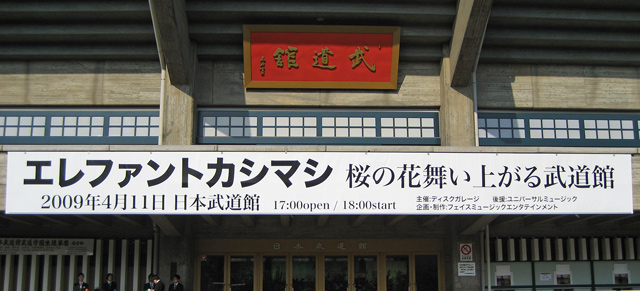 館道武
エレファントカシマシ 桜の花舞い上がる武道館
2009年4月11日 日本武道館 17:00open / 18:00start
主催:ディスクガレージ 後援:ユニバーサルミュージック
企画・制作:フェイスミュージックエンタテインメント
日本武道館